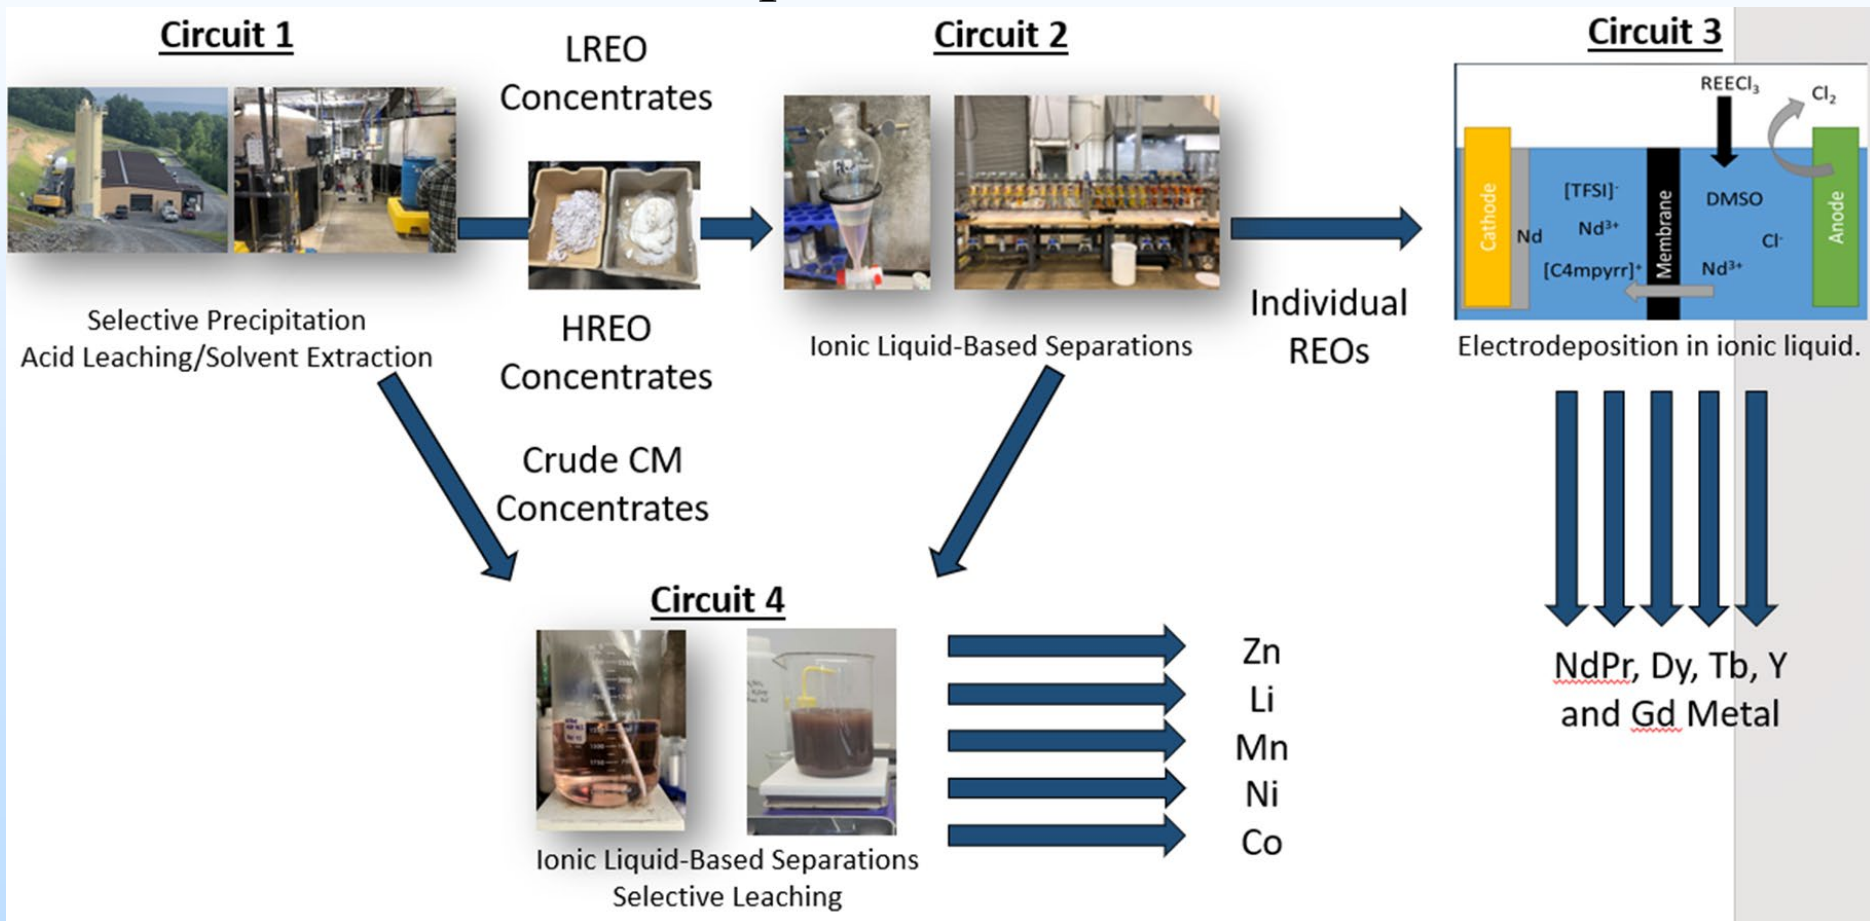 Circuit 1
LREO
Concentrates
HREO
Concentrates
Selective Precipitation
Acid Leaching/Solvent Extraction
Crude CM
Concentrates
Circuit 2
Ionic Liquid-Based Separations
Individual
REOs
Circuit 3
REECl₃
Cl₂
Cathode
Nd
[TFSI]⁻
Nd³⁺
[C4mpyrr]⁺
Membrane
DMSO
Cl⁻
Nd³⁺
Anode
Electrodeposition in ionic liquid.
NdPr, Dy, Tb, Y
and Gd Metal
Circuit 4
Ionic Liquid-Based Separations
Selective Leaching
Zn
Li
Mn
Ni
Co